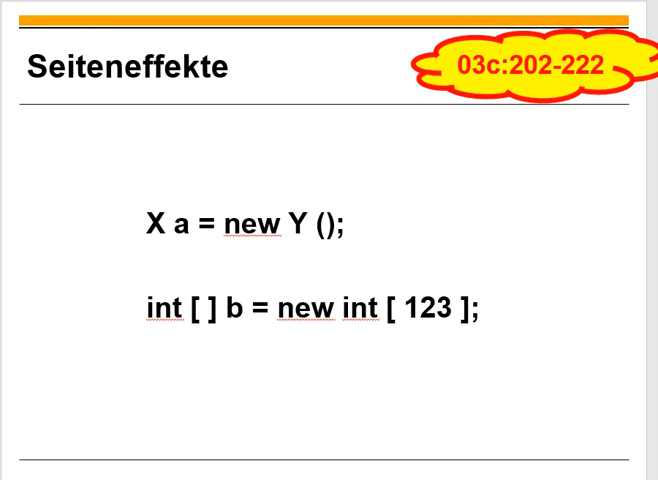 Seiteneffekte
03c:202-222
X a = new Y ();
int [ ] b = new int [ 123 ];